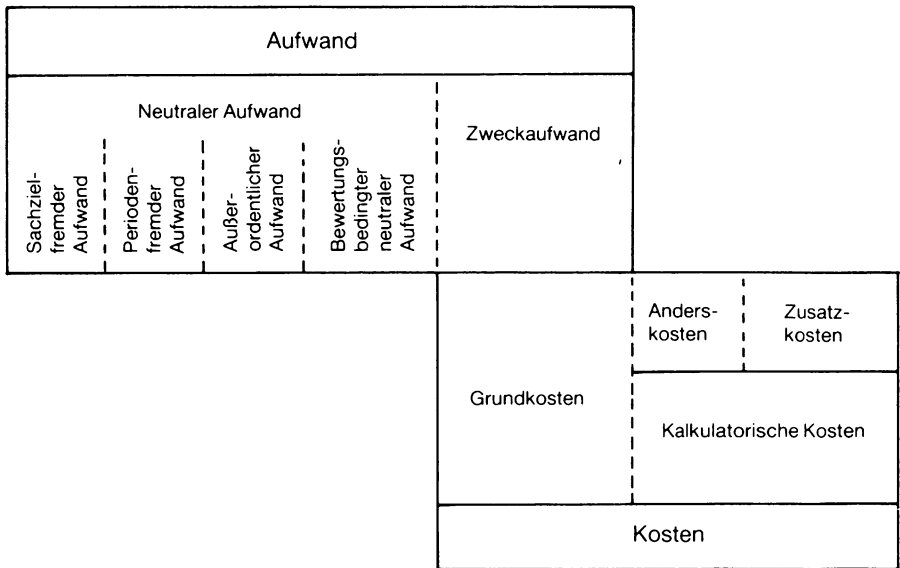 Aufwand
Neutraler Aufwand
Zweckaufwand
Sachziel-
fremder
Aufwand
Perioden-
fremder
Aufwand
Außer-
ordentlicher
Aufwand
Bewertungs-
bedingter
neutraler
Aufwand
Grundkosten
Anders-
kosten
Zusatz-
kosten
Kalkulatorische Kosten
Kosten